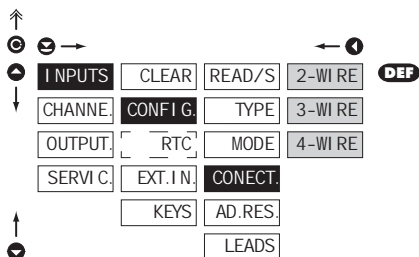 INPUTS CLEAR READ/S 2-WIRE DEF
CHANNE. CONFIG. TYPE 3-WIRE
OUTPUT. RTC MODE 4-WIRE
SERVIC. EXT.IN. CONECT.
KEYS AD.RES.
LEADS